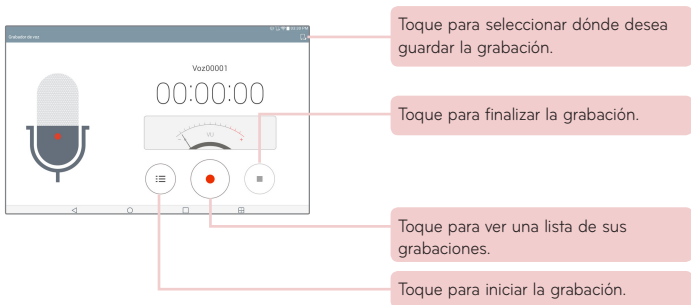 Grabador de voz
Voz00001
00:00:00
VU
- +
Toque para seleccionar dónde desea
guardar la grabación.
Toque para finalizar la grabación.
Toque para ver una lista de sus
grabaciones.
Toque para iniciar la grabación.